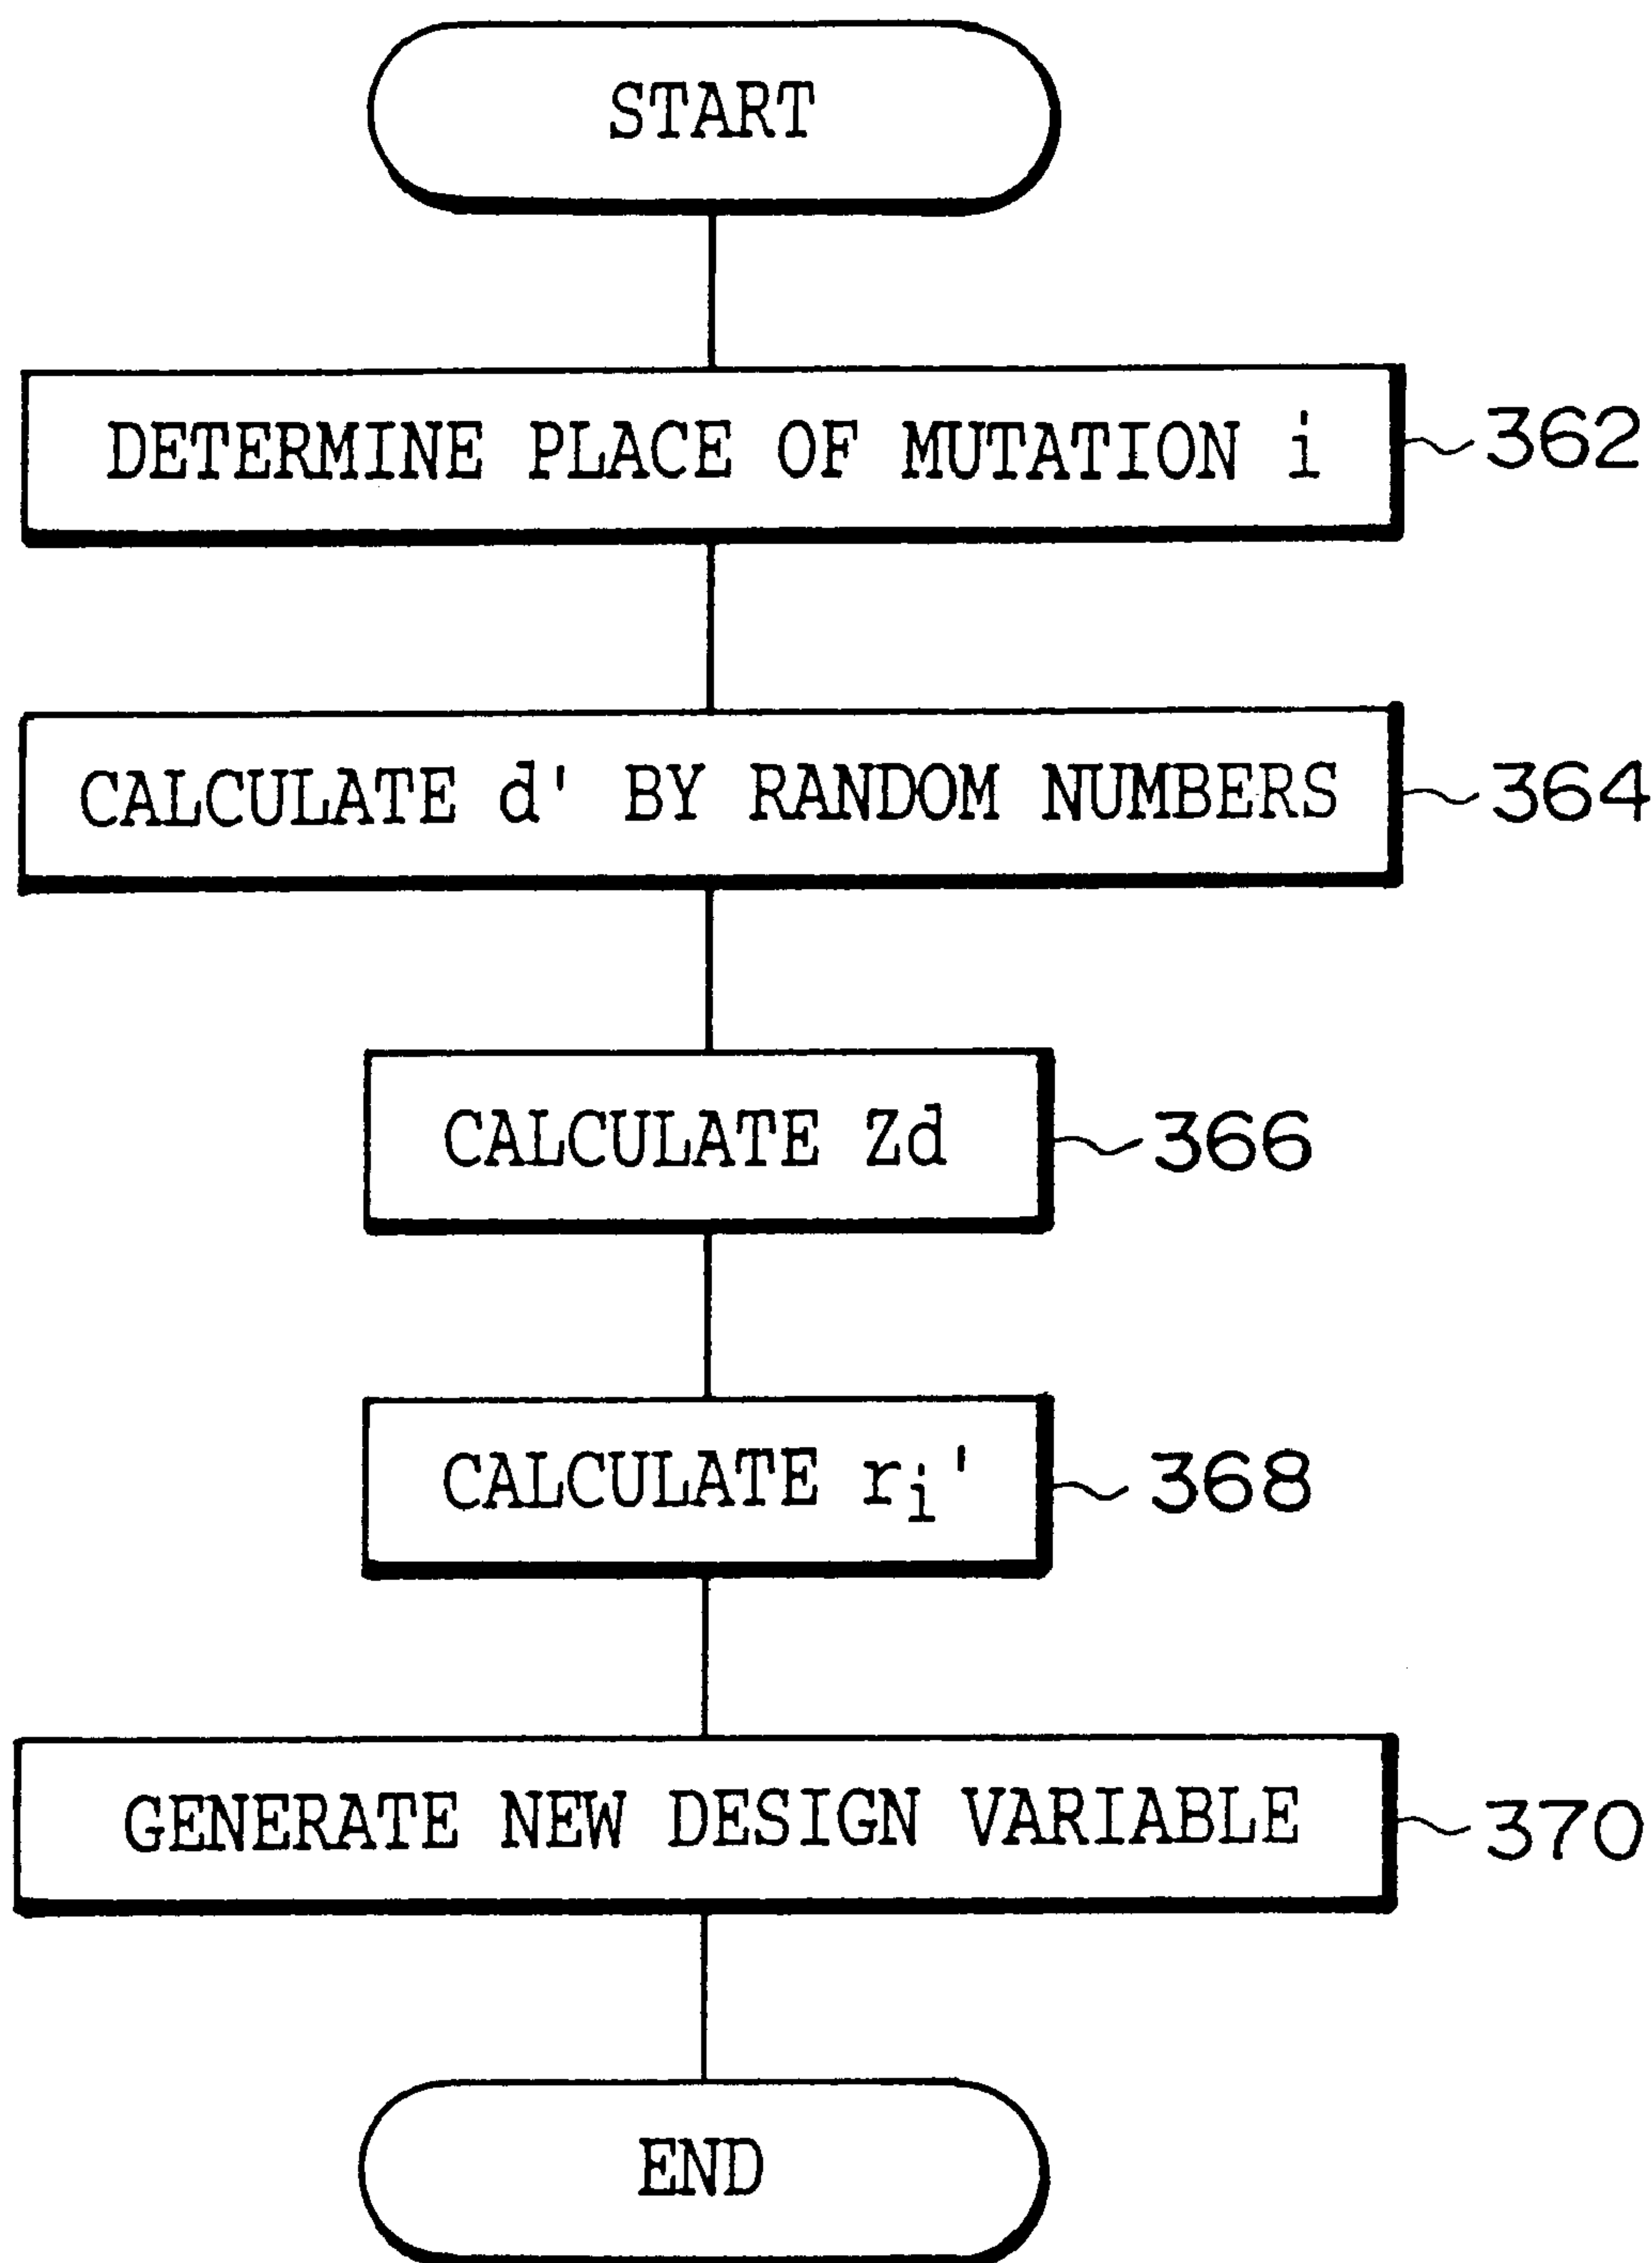 START
DETERMINE PLACE OF MUTATION i
362
CALCULATE d' BY RANDOM NUMBERS
364
CALCULATE Zd
366
CALCULATE ri'
368
GENERATE NEW DESIGN VARIABLE
370
END